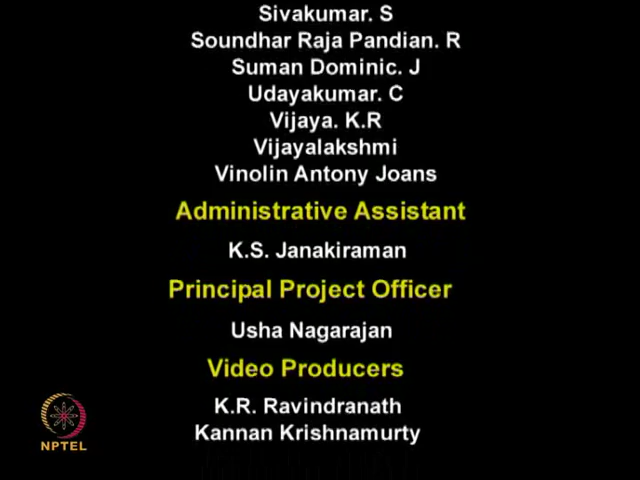 Sivakumar. S
Soundhar Raja Pandian. R
Suman Dominic. J
Udayakumar. C
Vijaya. K.R
Vijayalakshmi
Vinolin Antony Joans
Administrative Assistant
K.S. Janakiraman
Principal Project Officer
Usha Nagarajan
Video Producers
K.R. Ravindranath
Kannan Krishnamurty
NPTEL